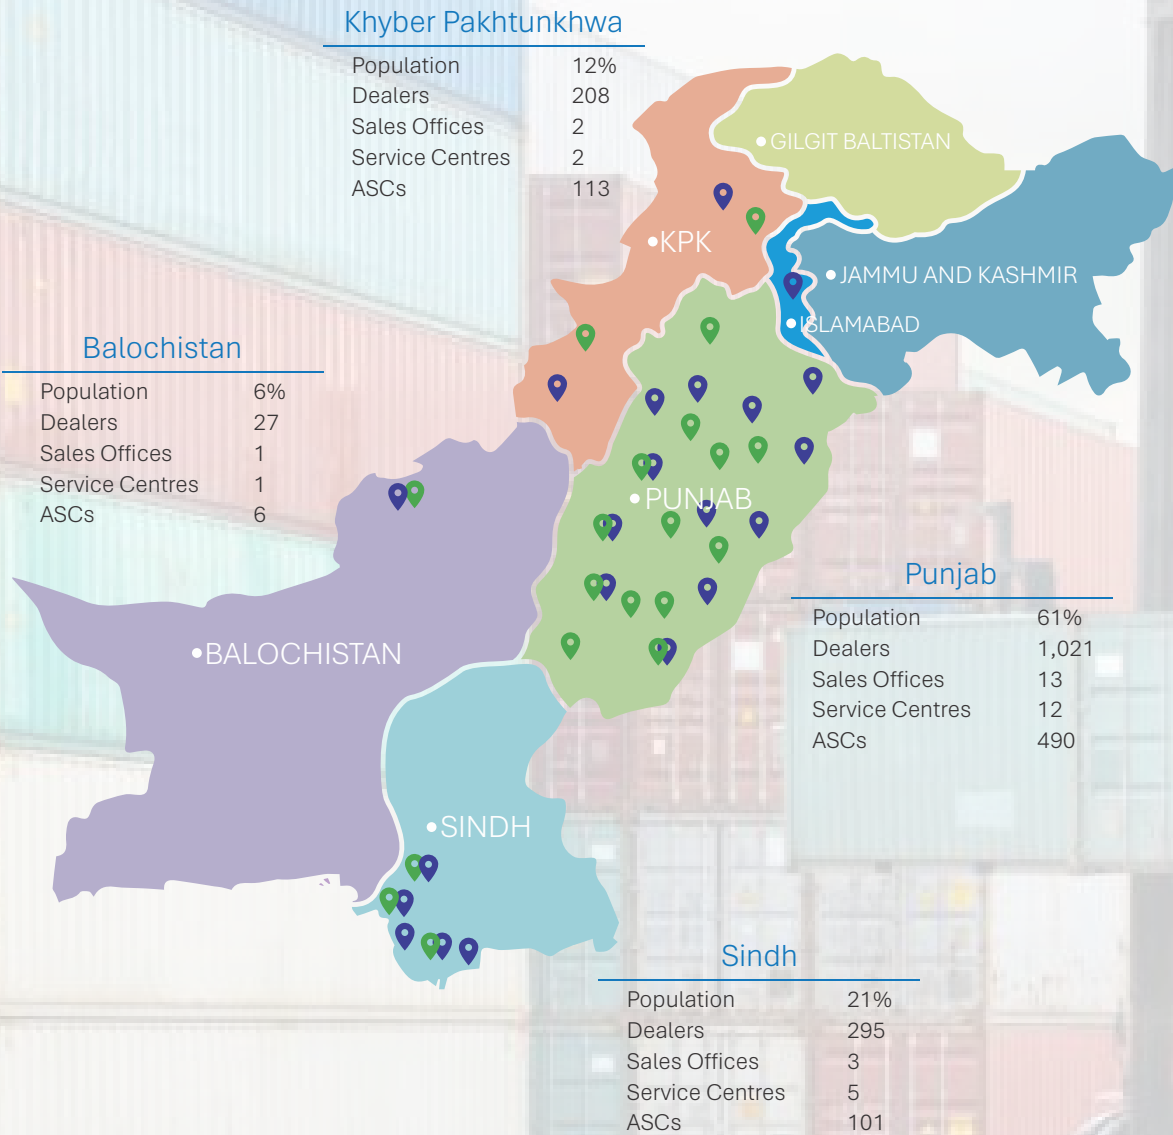 Khyber Pakhtunkhwa
Population 12%
Dealers 208
Sales Offices 2
Service Centres 2
ASCs 113
GILGIT BALTISTAN
KPK
JAMMU AND KASHMIR
ISLAMABAD
Balochistan
Population 6%
Dealers 27
Sales Offices 1
Service Centres 1
ASCs 6
PUNJAB
BALOCHISTAN
Punjab
Population 61%
Dealers 1,021
Sales Offices 13
Service Centres 12
ASCs 490
SINDH
Sindh
Population 21%
Dealers 295
Sales Offices 3
Service Centres 5
ASCs 101